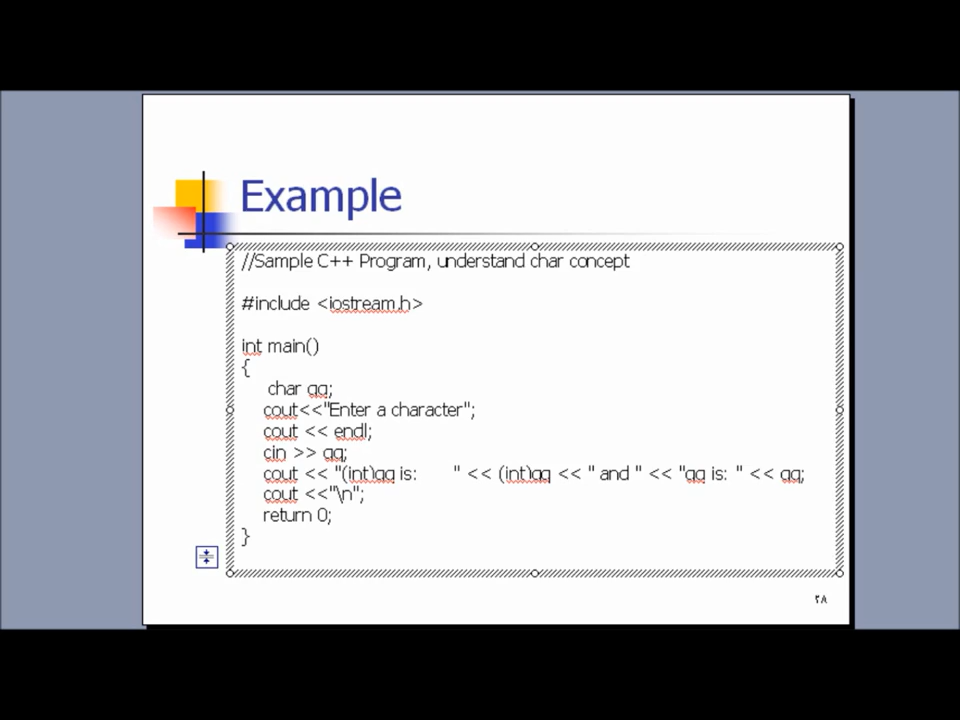 Example
//Sample C++ Program, understand char concept
#include <iostream.h>
int main()
{
char qq;
cout<<"Enter a character";
cout << endl;
cin >> qq;
cout << "(int)qq is:      " << (int)qq << " and " << "qq is: " << qq;
cout <<"\n";
return 0;
}
٢٨